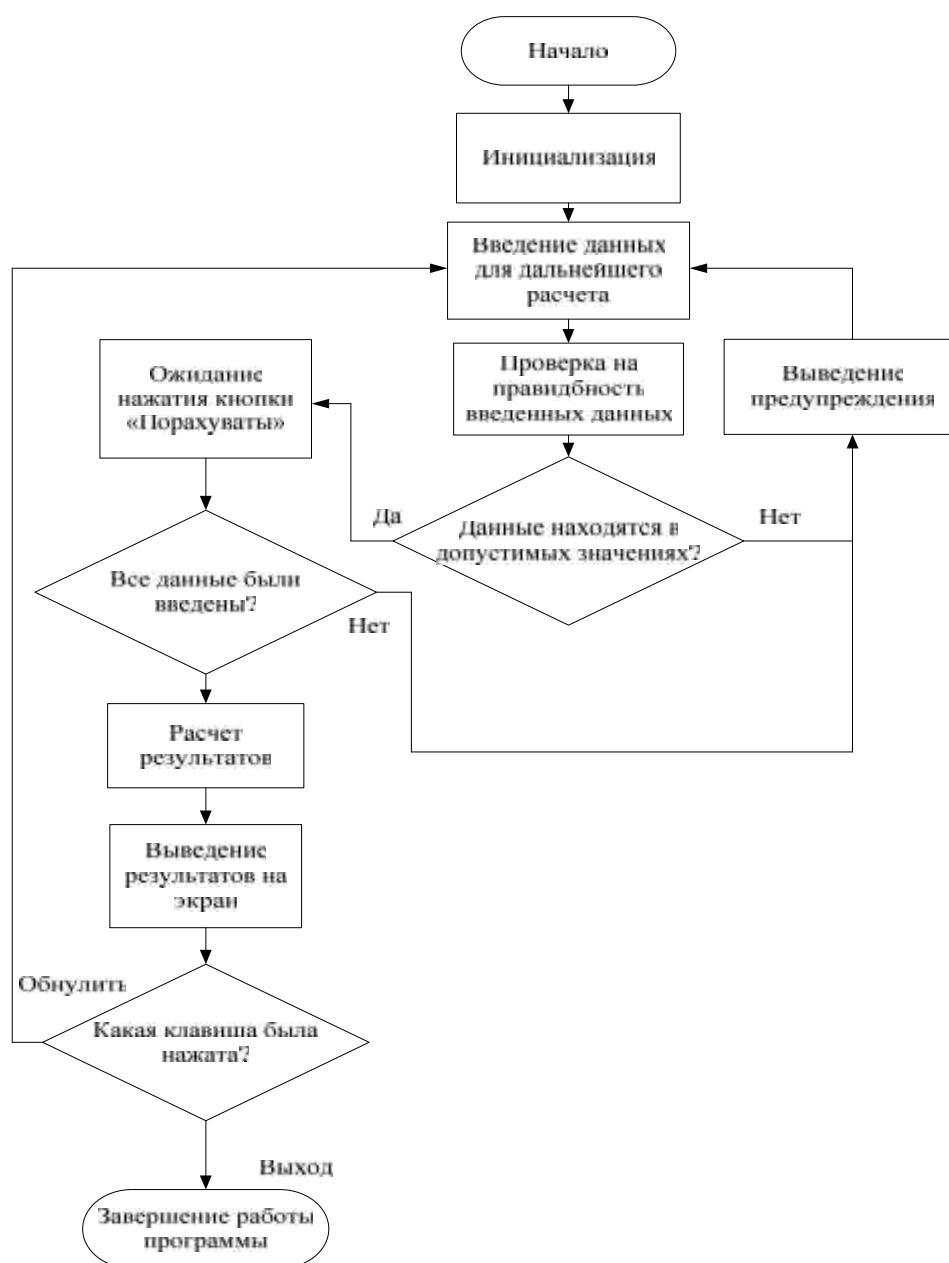 Начало
Инициализация
Введение данных
для дальнейшего
расчета
Проверка на
правидбность
введенных данных
Выведение
предупреждения
Ожидание
нажатия кнопки
«Порахуваты»
Да
Данные находятся в
допустимых значениях?
Нет
Все данные были
введены?
Нет
Расчет
результатов
Выведение
результатов на
экран
Обнулить
Какая клавиша была
нажата?
Выход
Завершение работы
программы